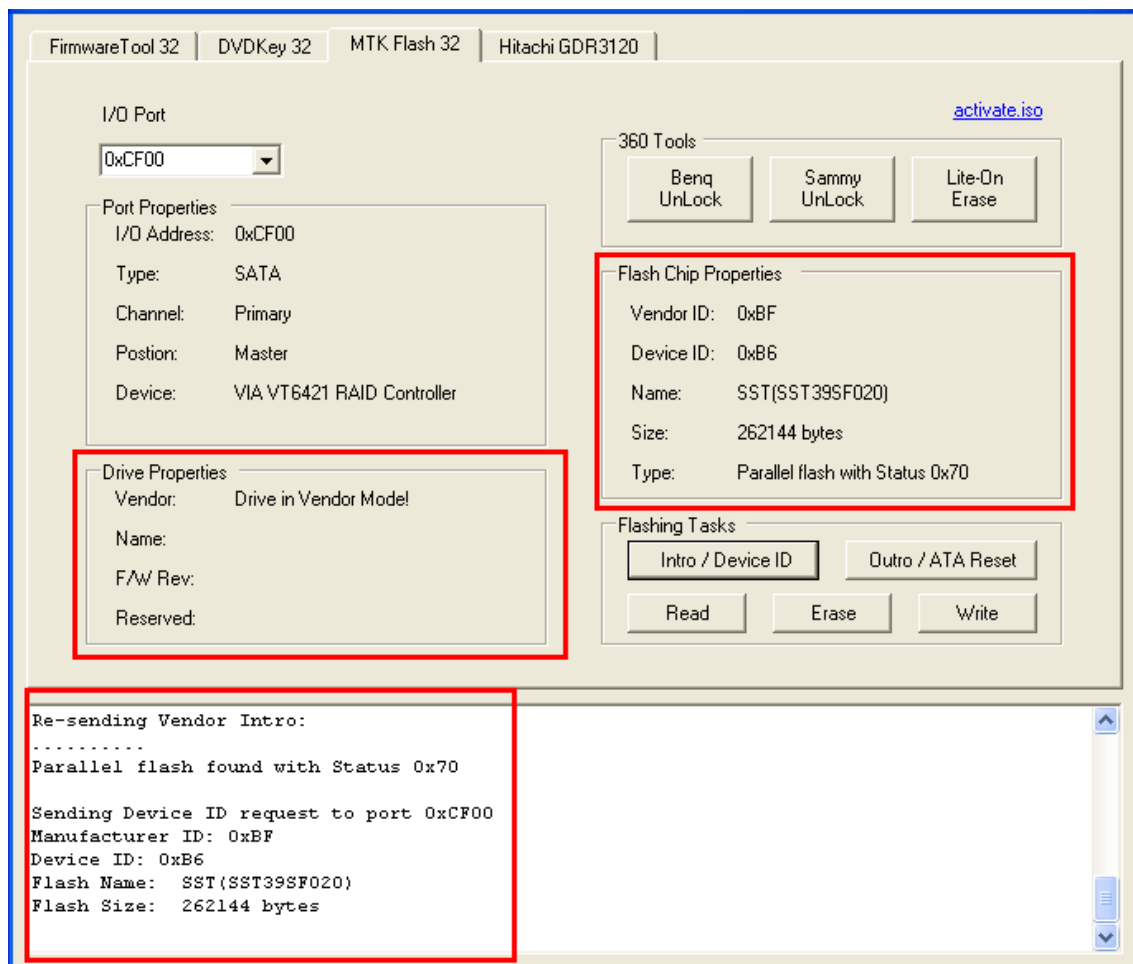 FirmwareTool 32
DVDKey 32
MTK Flash 32
Hitachi GDR3120
I/O Port
0xCF00
Port Properties
I/O Address: 0xCF00
Type: SATA
Channel: Primary
Postion: Master
Device: VIA VT6421 RAID Controller
Drive Properties
Vendor: Drive in Vendor Mode!
Name:
F/W Rev:
Reserved:
activate.iso
360 Tools
Benq
UnLock
Sammy
UnLock
Lite-On
Erase
Flash Chip Properties
Vendor ID: 0xBF
Device ID: 0xB6
Name: SST(SST39SF020)
Size: 262144 bytes
Type: Parallel flash with Status 0x70
Flashing Tasks
Intro / Device ID
Outro / ATA Reset
Read
Erase
Write
Re-sending Vendor Intro:
..........
Parallel flash found with Status 0x70
Sending Device ID request to port 0xCF00
Manufacturer ID: 0xBF
Device ID: 0xB6
Flash Name: SST(SST39SF020)
Flash Size: 262144 bytes